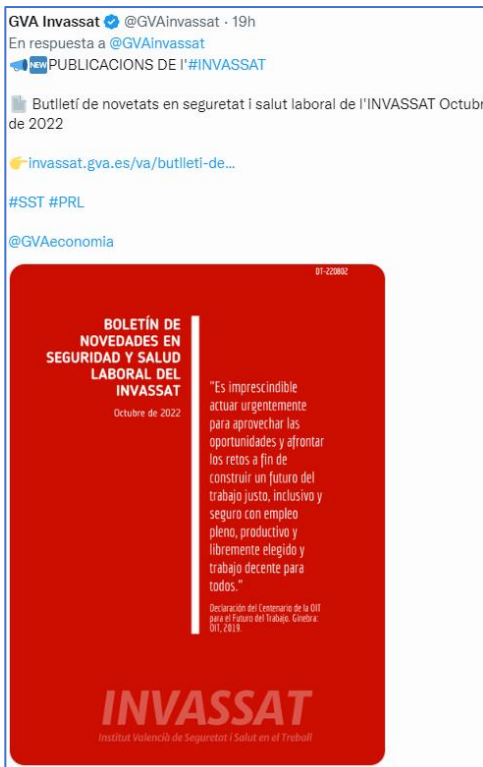 GVA Invassat @GVAinvassat · 19h
En respuesta a @GVAinvassat
📢🆕PUBLICACIONS DE l'#INVASSAT
📄 Butlletí de novetats en seguretat i salut laboral de l'INVASSAT Octubr
de 2022
👉invassat.gva.es/va/butlleti-de...
#SST #PRL
@GVAeconomia
DT-220802
BOLETÍN DE
NOVEDADES EN
SEGURIDAD Y SALUD
LABORAL DEL
INVASSAT
Octubre de 2022
"Es imprescindible
actuar urgentemente
para aprovechar las
oportunidades y afrontar
los retos a fin de
construir un futuro del
trabajo justo, inclusivo y
seguro con empleo
pleno, productivo y
libremente elegido y
trabajo decente para
todos."
Declaración del Centenario de la OIT
para el Futuro del Trabajo. Ginebra:
OIT, 2019.
INVASSAT
Institut Valencià de Seguretat i Salut en el Treball